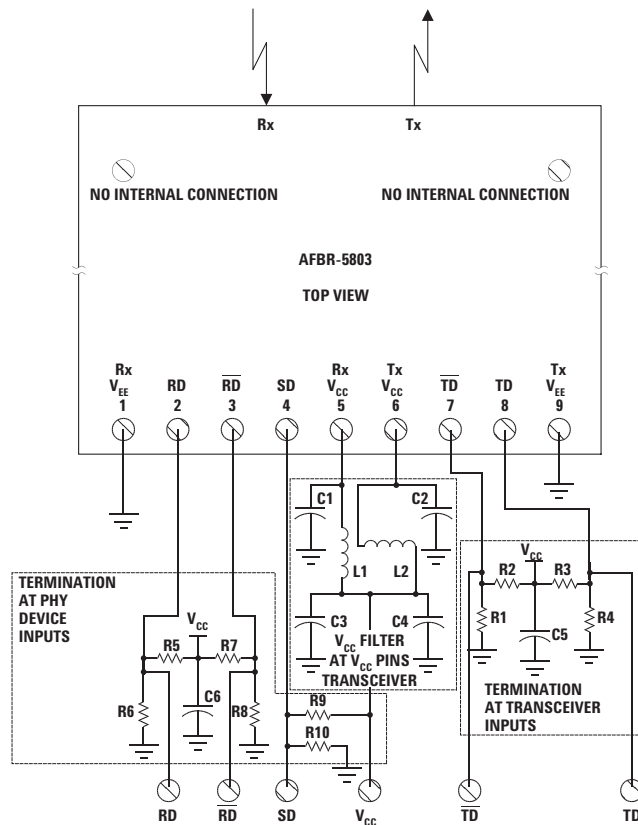 Rx Tx
NO INTERNAL CONNECTION NO INTERNAL CONNECTION
AFBR-5803
TOP VIEW
Rx Rx Tx Tx
VEE RD RD SD VCC VCC TD TD VEE
1 2 3 4 5 6 7 8 9
C1 C2
L1 L2
TERMINATION
AT PHY
DEVICE
INPUTS
C3 C4
VCC FILTER
AT VCC PINS
TRANSCEIVER
VCC
R5 R7
R6 C6 R8
R9
R10
VCC
R2 R3
R1 C5 R4
TERMINATION
AT TRANSCEIVER
INPUTS
RD RD SD VCC TD TD